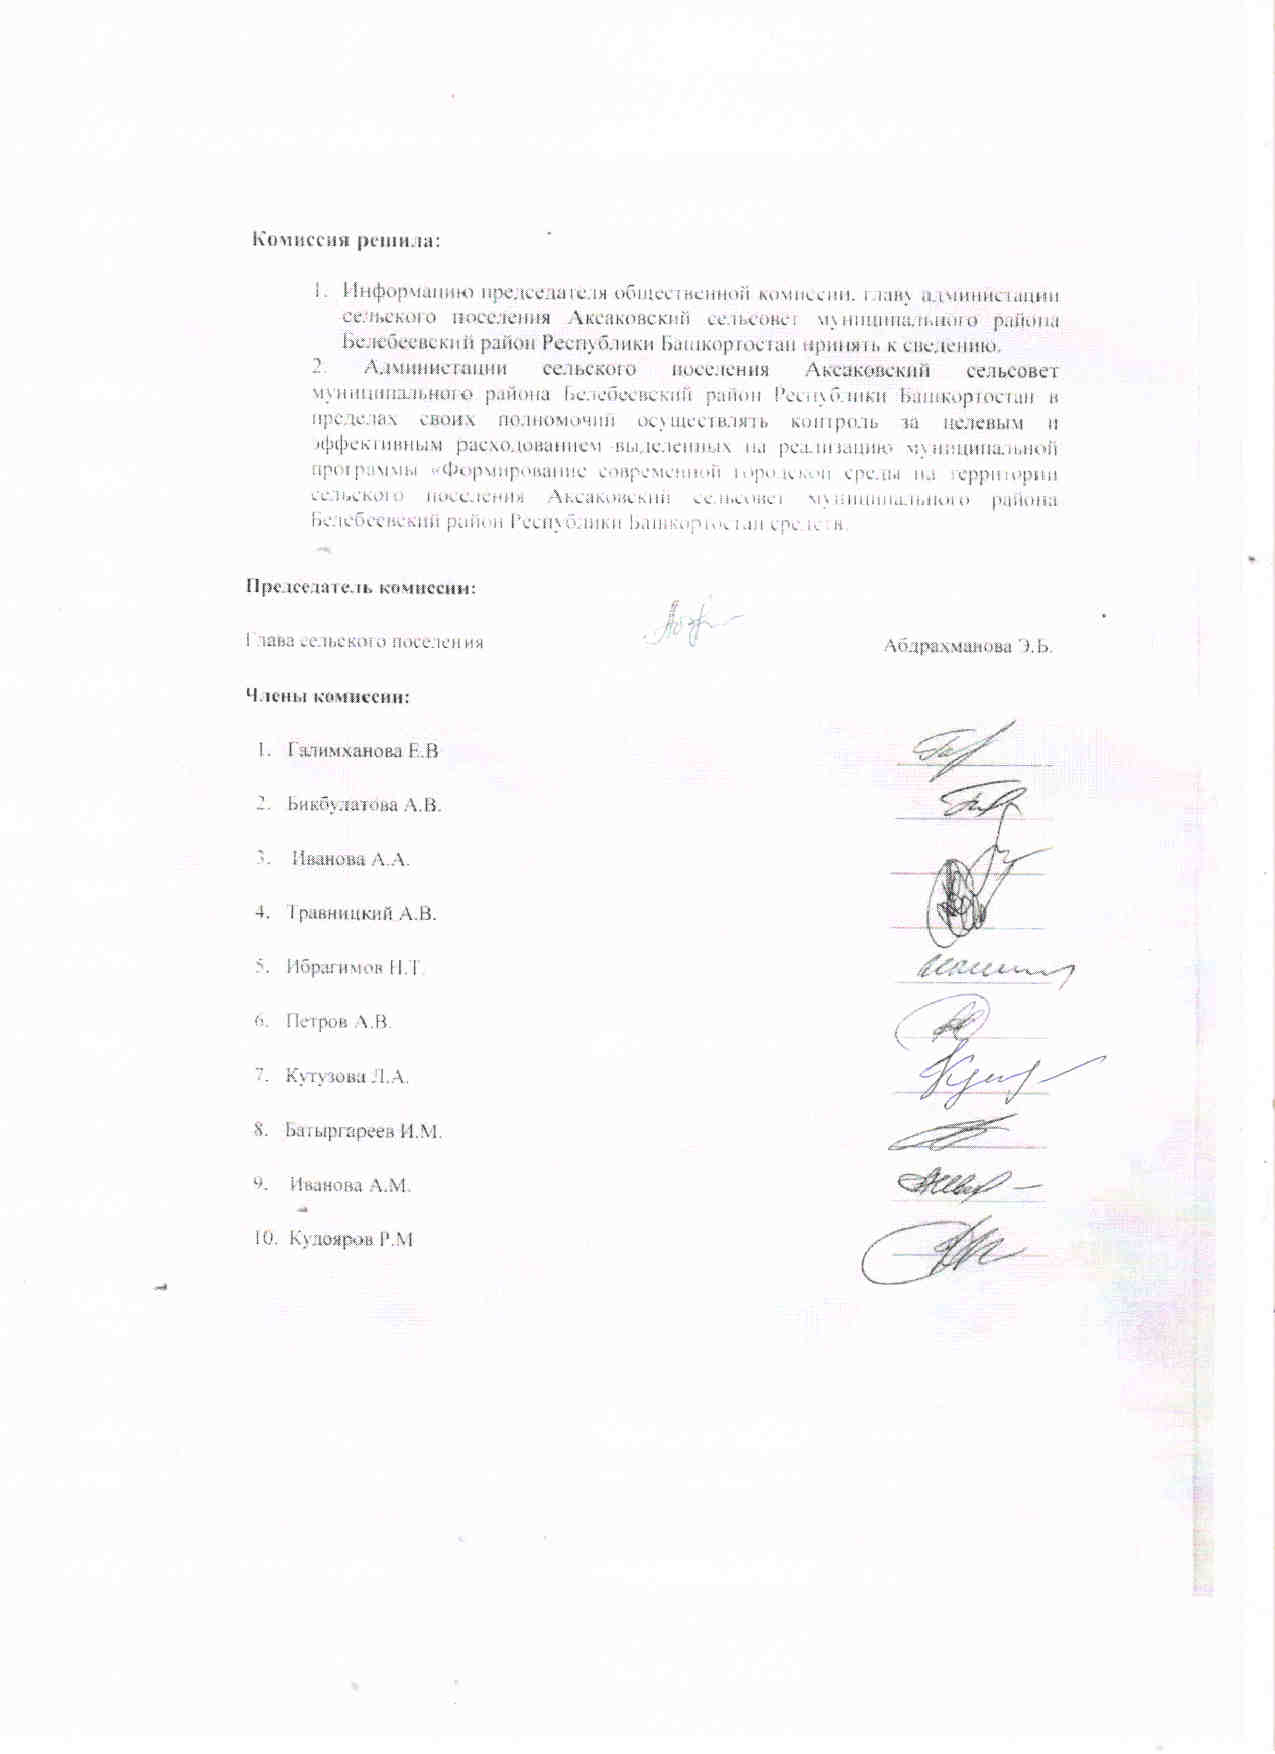 Комиссия решила:
1. Информацию председателя общественной комиссии, главу администации
сельского поселения Аксаковский сельсовет муниципального района
Белебеевский район Республики Башкортостан принять к сведению.
2. Администации сельского поселения Аксаковский сельсовет
муниципального района Белебеевский район Республики Башкортостан в
пределах своих полномочий осуществлять контроль за целевым и
эффективным расходованием выделенных на реализацию муниципальной
программы «Формирование современной городской среды на территории
сельского поселения Аксаковский сельсовет муниципального района
Белебеевский район Республики Башкортостан средств.
Председатель комиссии:
Глава сельского поселения Абдрахманова Э.Б.
Члены комиссии:
1. Галимханова Е.В
2. Бикбулатова А.В.
3. Иванова А.А.
4. Травницкий А.В.
5. Ибрагимов Н.Т.
6. Петров А.В.
7. Кутузова Л.А.
8. Батыргареев И.М.
9. Иванова А.М.
10. Кудояров Р.М